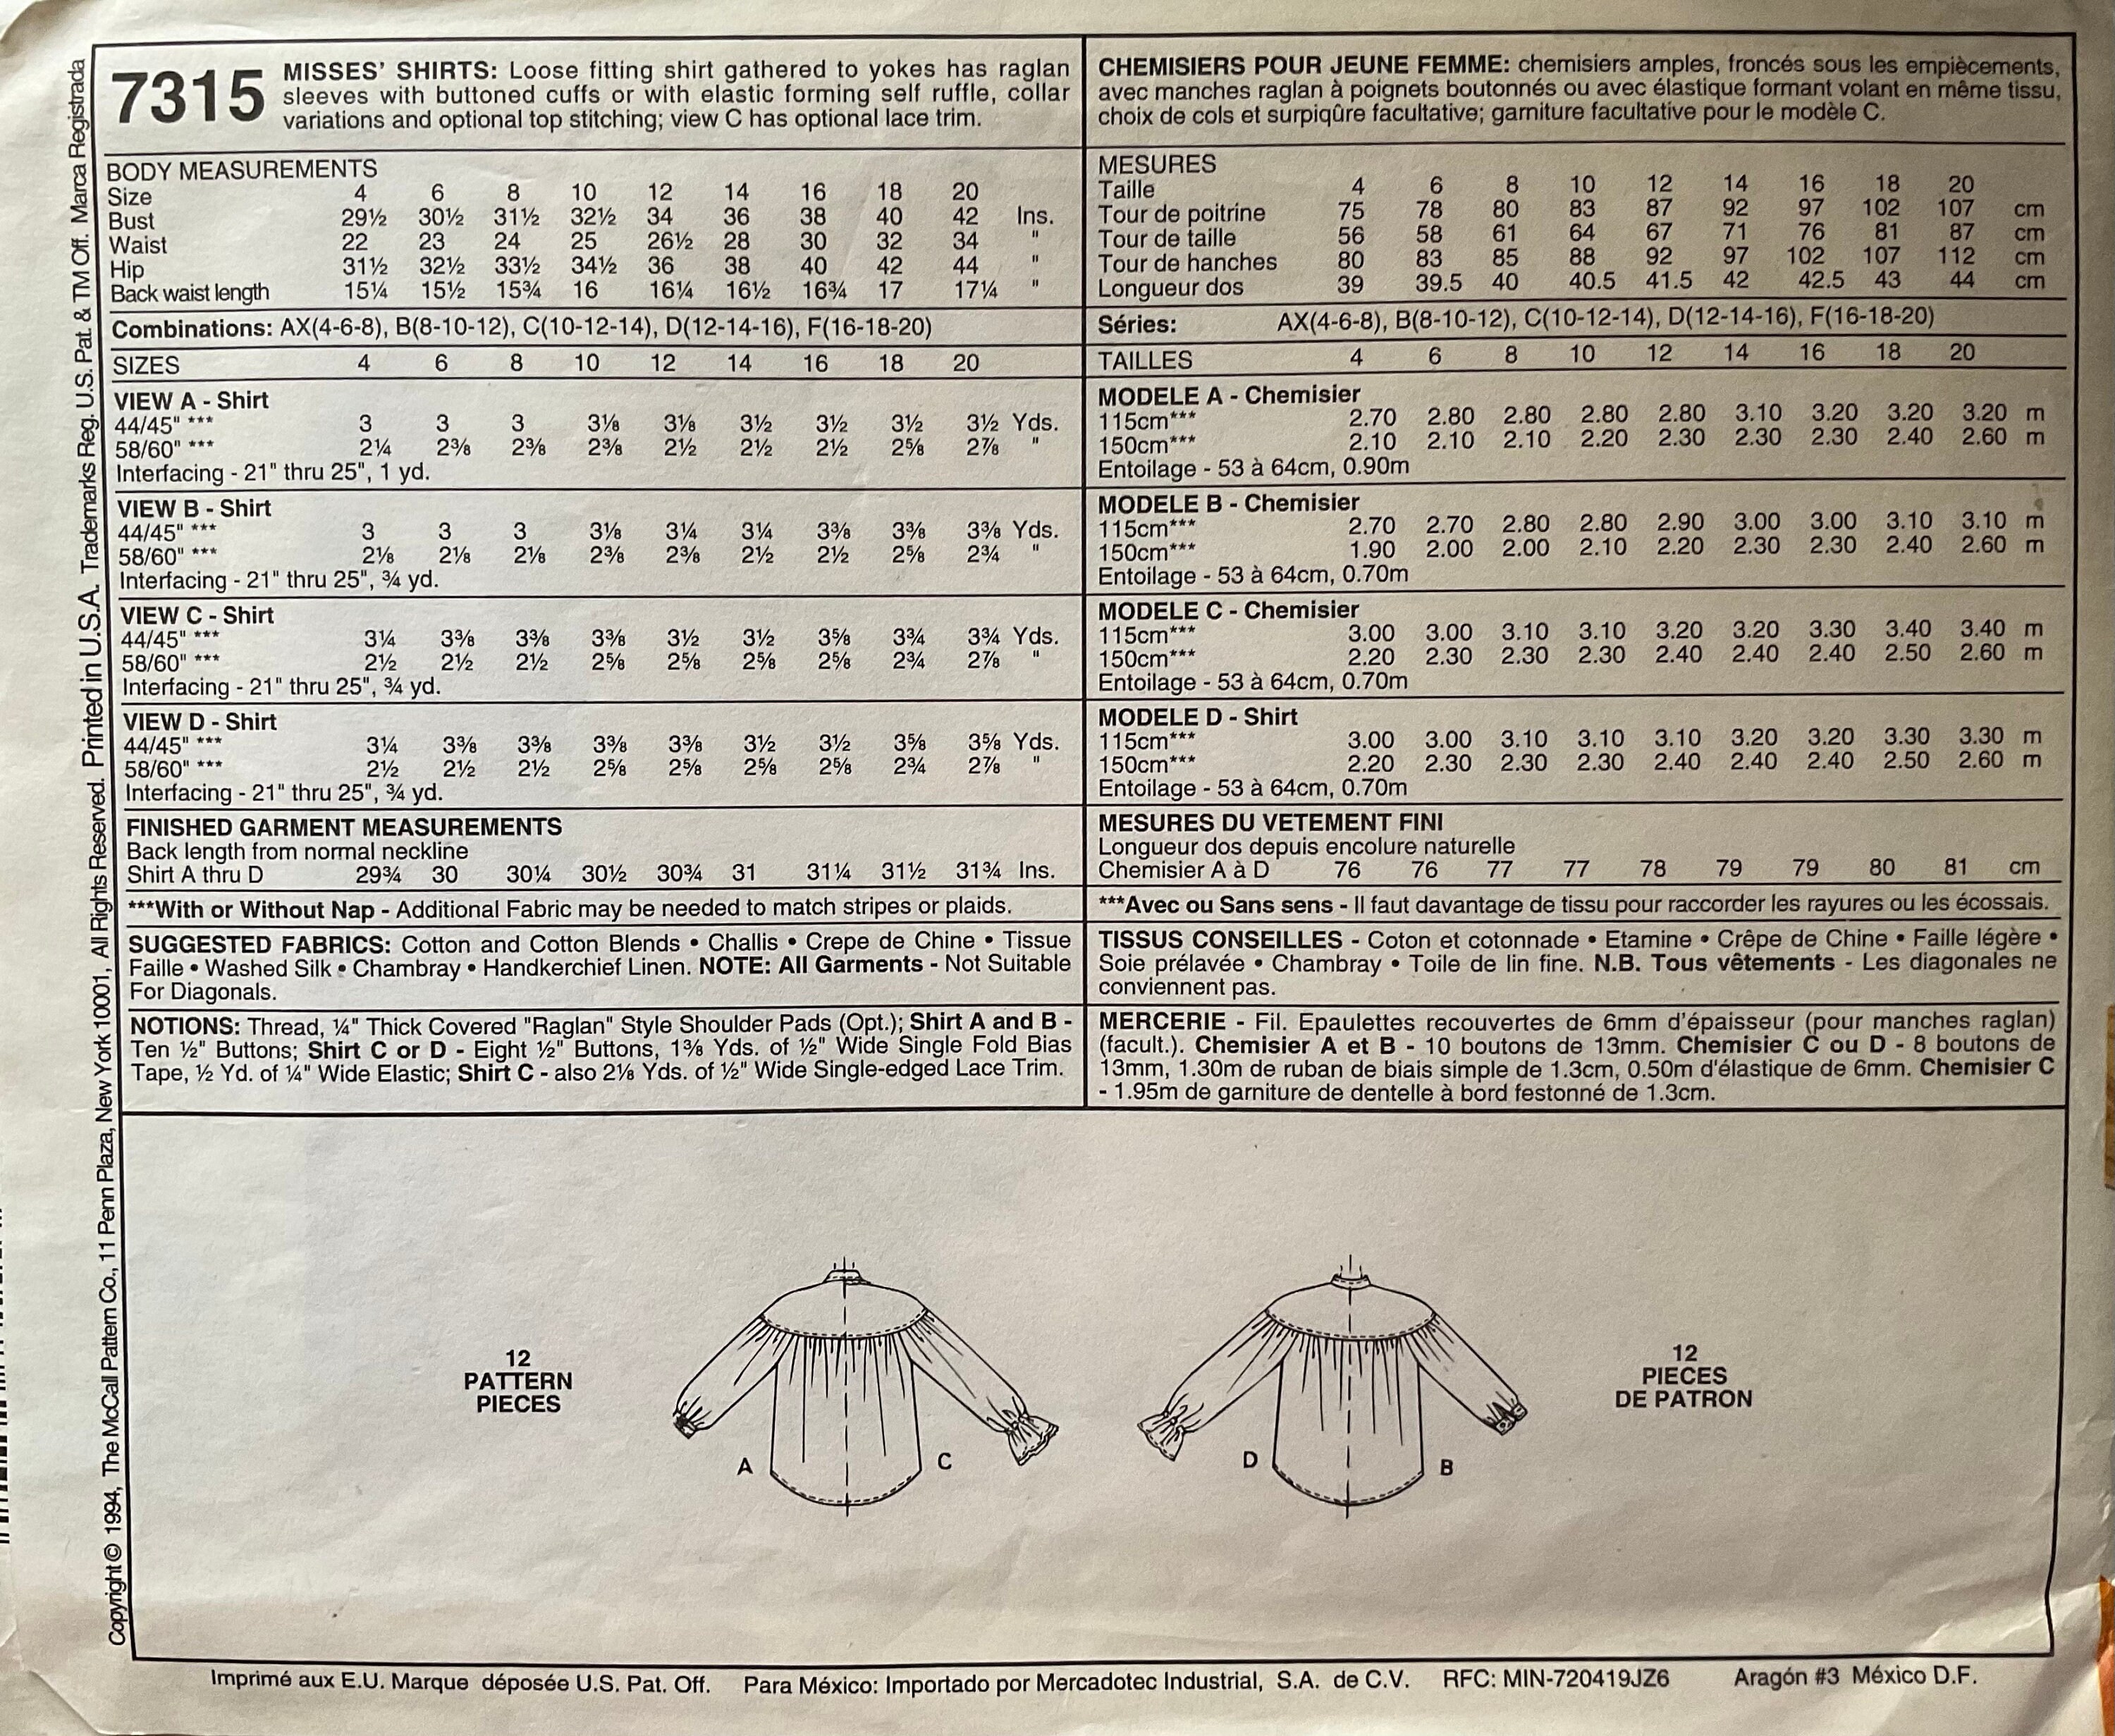 7315
MISSES' SHIRTS: Loose fitting shirt gathered to yokes has raglan
sleeves with buttoned cuffs or with elastic forming self ruffle, collar
variations and optional top stitching; view C has optional lace trim.
BODY MEASUREMENTS
Size 4 6 8 10 12 14 16 18 20
Bust 29½ 30½ 31½ 32½ 34 36 38 40 42 Ins.
Waist 22 23 24 25 26½ 28 30 32 34 "
Hip 31½ 32½ 33½ 34½ 36 38 40 42 44 "
Back waist length 15¼ 15½ 15¾ 16 16¼ 16½ 16¾ 17 17¼ "
Combinations: AX(4-6-8), B(8-10-12), C(10-12-14), D(12-14-16), F(16-18-20)
SIZES 4 6 8 10 12 14 16 18 20
VIEW A - Shirt
44/45" *** 3 3 3 3⅛ 3⅛ 3½ 3½ 3½ 3½ Yds.
58/60" *** 2¼ 2⅜ 2⅜ 2⅜ 2½ 2½ 2½ 2⅝ 2⅞ "
Interfacing - 21" thru 25", 1 yd.
VIEW B - Shirt
44/45" *** 3 3 3 3⅛ 3¼ 3¼ 3⅜ 3⅜ 3⅜ Yds.
58/60" *** 2⅛ 2⅛ 2⅛ 2⅜ 2⅜ 2½ 2½ 2⅝ 2¾ "
Interfacing - 21" thru 25", ¾ yd.
VIEW C - Shirt
44/45" *** 3¼ 3⅜ 3⅜ 3⅜ 3½ 3½ 3⅝ 3¾ 3¾ Yds.
58/60" *** 2½ 2½ 2½ 2⅝ 2⅝ 2⅝ 2⅝ 2¾ 2⅞ "
Interfacing - 21" thru 25", ¾ yd.
VIEW D - Shirt
44/45" *** 3¼ 3⅜ 3⅜ 3⅜ 3⅜ 3½ 3½ 3⅝ 3⅝ Yds.
58/60" *** 2½ 2½ 2½ 2⅝ 2⅝ 2⅝ 2⅝ 2¾ 2⅞ "
Interfacing - 21" thru 25", ¾ yd.
FINISHED GARMENT MEASUREMENTS
Back length from normal neckline
Shirt A thru D 29¾ 30 30¼ 30½ 30¾ 31 31¼ 31½ 31¾ Ins.
***With or Without Nap - Additional Fabric may be needed to match stripes or plaids.
SUGGESTED FABRICS: Cotton and Cotton Blends • Challis • Crepe de Chine • Tissue
Faille • Washed Silk • Chambray • Handkerchief Linen. NOTE: All Garments - Not Suitable
For Diagonals.
NOTIONS: Thread, ¼" Thick Covered "Raglan" Style Shoulder Pads (Opt.); Shirt A and B -
Ten ½" Buttons; Shirt C or D - Eight ½" Buttons, 1⅜ Yds. of ½" Wide Single Fold Bias
Tape, ½ Yd. of ¼" Wide Elastic; Shirt C - also 2⅛ Yds. of ½" Wide Single-edged Lace Trim.
CHEMISIERS POUR JEUNE FEMME: chemisiers amples, froncés sous les empiècements,
avec manches raglan à poignets boutonnés ou avec élastique formant volant en même tissu,
choix de cols et surpiqûre facultative; garniture facultative pour le modèle C.
MESURES
Taille 4 6 8 10 12 14 16 18 20
Tour de poitrine 75 78 80 83 87 92 97 102 107 cm
Tour de taille 56 58 61 64 67 71 76 81 87 cm
Tour de hanches 80 83 85 88 92 97 102 107 112 cm
Longueur dos 39 39.5 40 40.5 41.5 42 42.5 43 44 cm
Séries: AX(4-6-8), B(8-10-12), C(10-12-14), D(12-14-16), F(16-18-20)
TAILLES 4 6 8 10 12 14 16 18 20
MODELE A - Chemisier
115cm*** 2.70 2.80 2.80 2.80 2.80 3.10 3.20 3.20 3.20 m
150cm*** 2.10 2.10 2.10 2.20 2.30 2.30 2.30 2.40 2.60 m
Entoilage - 53 à 64cm, 0.90m
MODELE B - Chemisier
115cm*** 2.70 2.70 2.80 2.80 2.90 3.00 3.00 3.10 3.10 m
150cm*** 1.90 2.00 2.00 2.10 2.20 2.30 2.30 2.40 2.60 m
Entoilage - 53 à 64cm, 0.70m
MODELE C - Chemisier
115cm*** 3.00 3.00 3.10 3.10 3.20 3.20 3.30 3.40 3.40 m
150cm*** 2.20 2.30 2.30 2.30 2.40 2.40 2.40 2.50 2.60 m
Entoilage - 53 à 64cm, 0.70m
MODELE D - Shirt
115cm*** 3.00 3.00 3.10 3.10 3.10 3.20 3.20 3.30 3.30 m
150cm*** 2.20 2.30 2.30 2.30 2.40 2.40 2.40 2.50 2.60 m
Entoilage - 53 à 64cm, 0.70m
MESURES DU VETEMENT FINI
Longueur dos depuis encolure naturelle
Chemisier A à D 76 76 77 77 78 79 79 80 81 cm
***Avec ou Sans sens - Il faut davantage de tissu pour raccorder les rayures ou les écossais.
TISSUS CONSEILLES - Coton et cotonnade • Etamine • Crêpe de Chine • Faille légère •
Soie prélavée • Chambray • Toile de lin fine. N.B. Tous vêtements - Les diagonales ne
conviennent pas.
MERCERIE - Fil. Epaulettes recouvertes de 6mm d'épaisseur (pour manches raglan)
(facult.). Chemisier A et B - 10 boutons de 13mm. Chemisier C ou D - 8 boutons de
13mm, 1.30m de ruban de biais simple de 1.3cm, 0.50m d'élastique de 6mm. Chemisier C
- 1.95m de garniture de dentelle à bord festonné de 1.3cm.
12
PATTERN
PIECES
A
C
D
B
12
PIECES
DE PATRON
Copyright © 1994, The McCall Pattern Co., 11 Penn Plaza, New York 10001, All Rights Reserved. Printed in U.S.A. Trademarks Reg. U.S. Pat. & TM Off. Marca Registrada
Imprimé aux E.U. Marque déposée U.S. Pat. Off. Para México: Importado por Mercadotec Industrial, S.A. de C.V. RFC: MIN-720419JZ6 Aragón #3 México D.F.